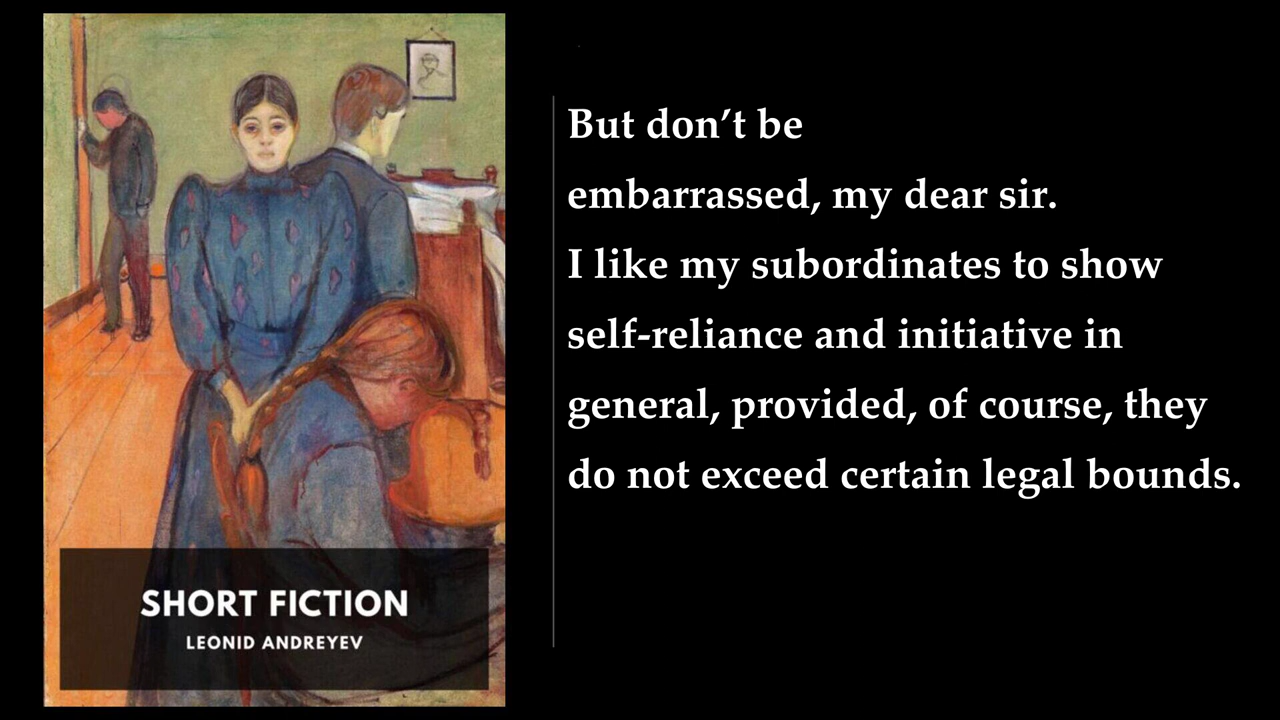 SHORT FICTION
LEONID ANDREYEV
But don’t be
embarrassed, my dear sir.
I like my subordinates to show
self-reliance and initiative in
general, provided, of course, they
do not exceed certain legal bounds.